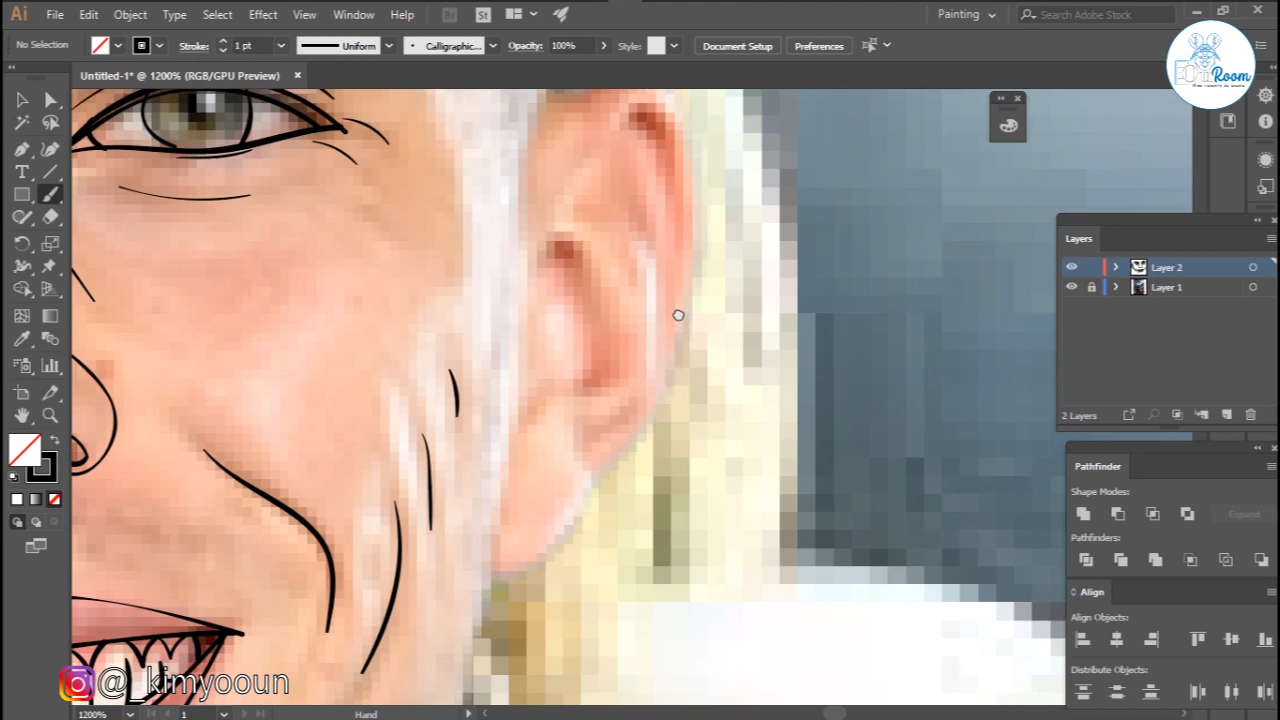 Ai File Edit Object Type Select Effect View Window Help Br St Painting Search Adobe Stock
No Selection Stroke: 1 pt Uniform Calligraphic... Opacity: 100% Style: Document Setup Preferences
Untitled-1* @ 1200% (RGB/GPU Preview)
Room
Layers
Layer 2
Layer 1
2 Layers
Pathfinder
Shape Modes:
Expand
Pathfinders:
Align
Align Objects:
Distribute Objects:
@_kimyooun
1200% 1 Hand